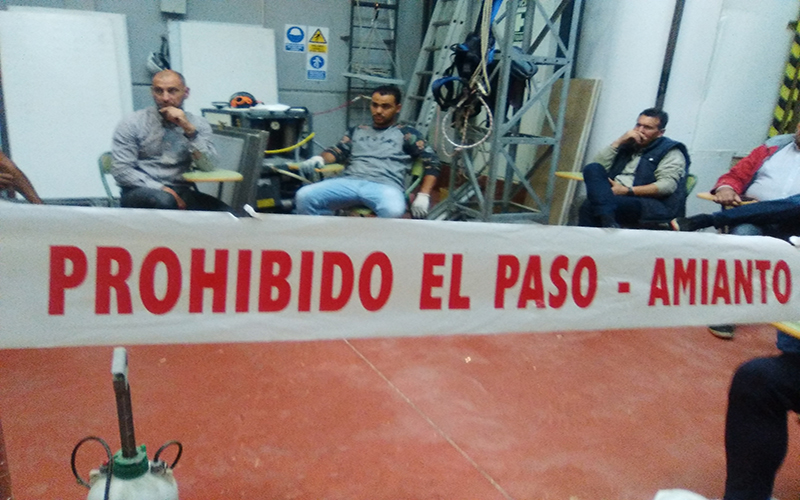 PROHIBIDO EL PASO - AMIANTO